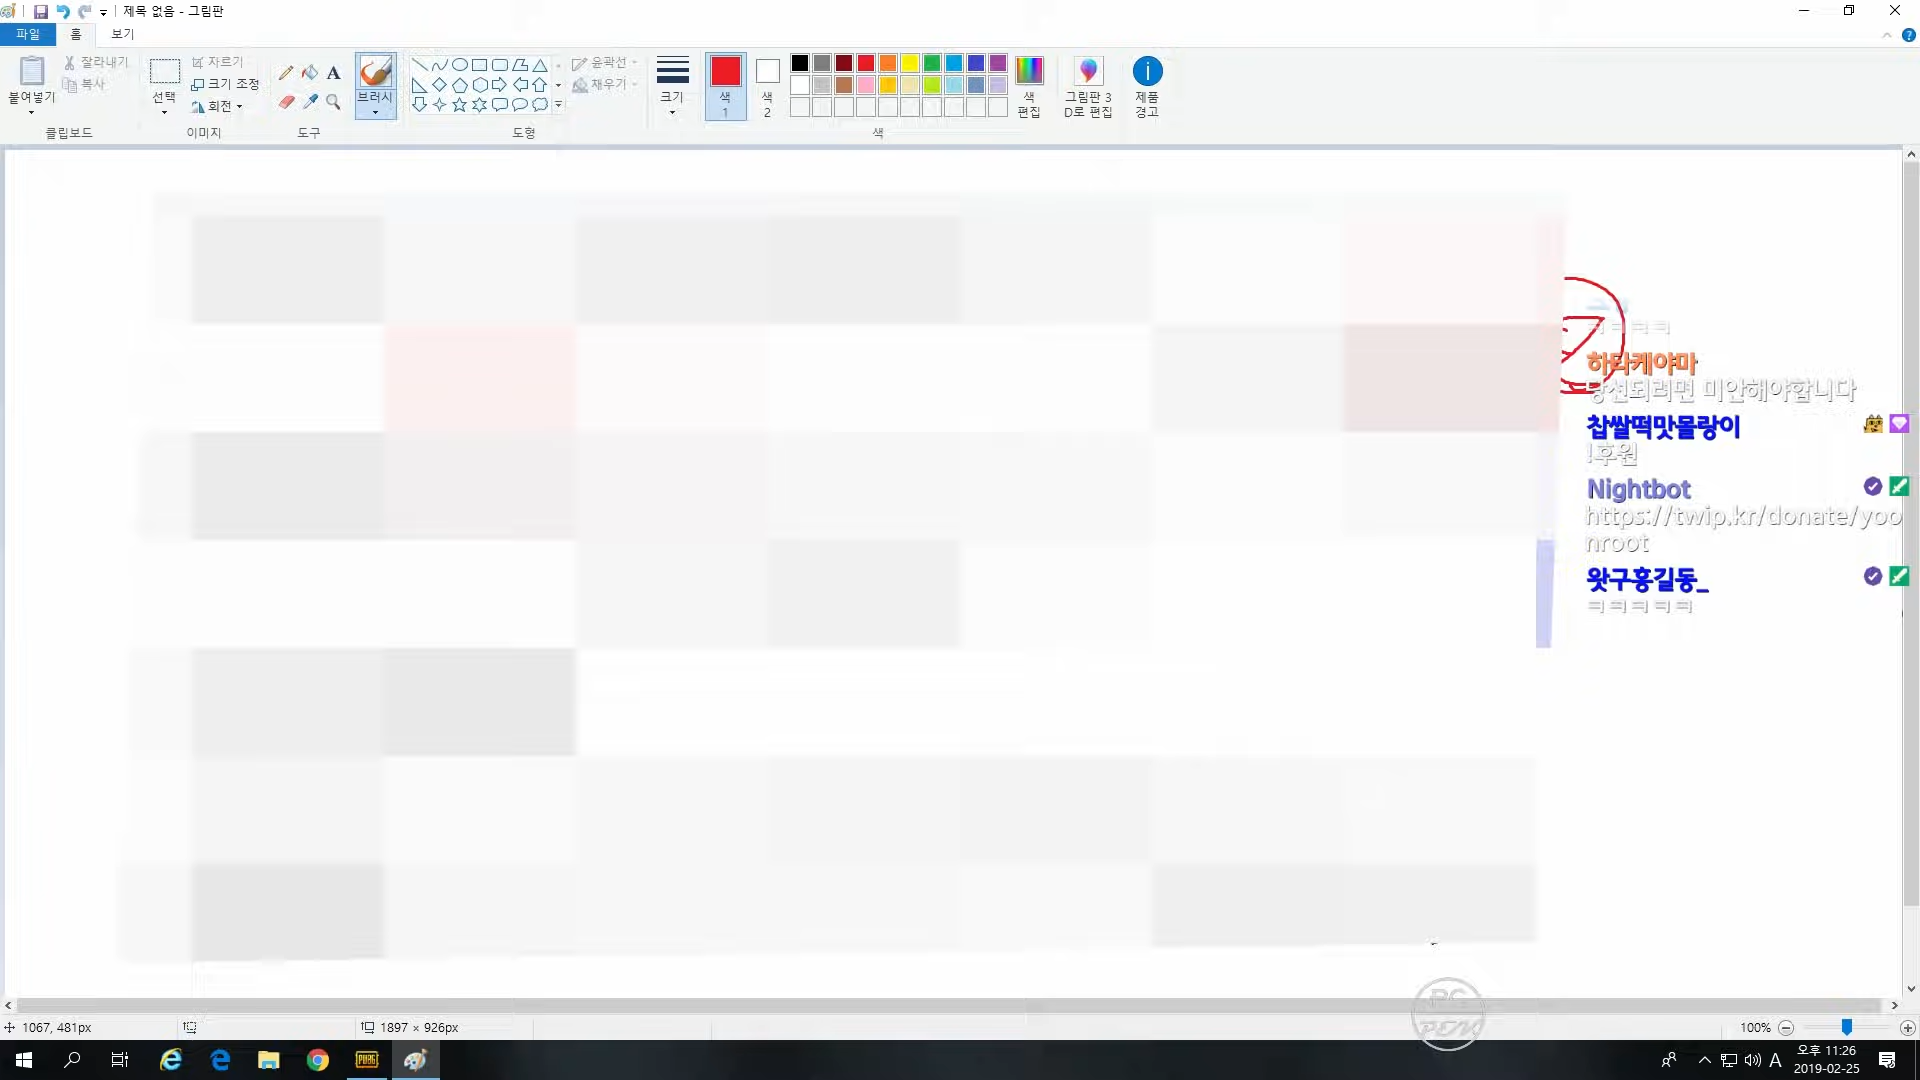 제목 없음 - 그림판
파일 홈 보기
붙여넣기
잘라내기
복사
클립보드
선택
자르기
크기 조정
회전
이미지
A
도구
브러시
윤곽선
채우기
도형
크기
색
1
색
2
색
편집
색
그림판 3
D로 편집
제품
경고
ㅋㅋㅋㅋ
하타케야마
당선되려면 미안해야합니다
찹쌀떡맛몰랑이
!후원
Nightbot
https://twip.kr/donate/yoo
nroot
왓구홍길동_
ㅋㅋㅋㅋㅋ
PC
1067, 481px
1897 × 926px
100%
PUBG
A
오후 11:26
2019-02-25